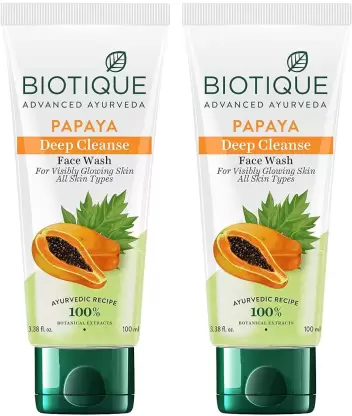 BIOTIQUE
ADVANCED AYURVEDA
PAPAYA
Deep Cleanse
Face Wash
For Visibly Glowing Skin
All Skin Types
AYURVEDIC RECIPE
100%
BOTANICAL EXTRACTS
3.38 fl. oz. 100 ml
BIOTIQUE
ADVANCED AYURVEDA
PAPAYA
Deep Cleanse
Face Wash
For Visibly Glowing Skin
All Skin Types
AYURVEDIC RECIPE
100%
BOTANICAL EXTRACTS
3.38 fl. oz. 100 ml